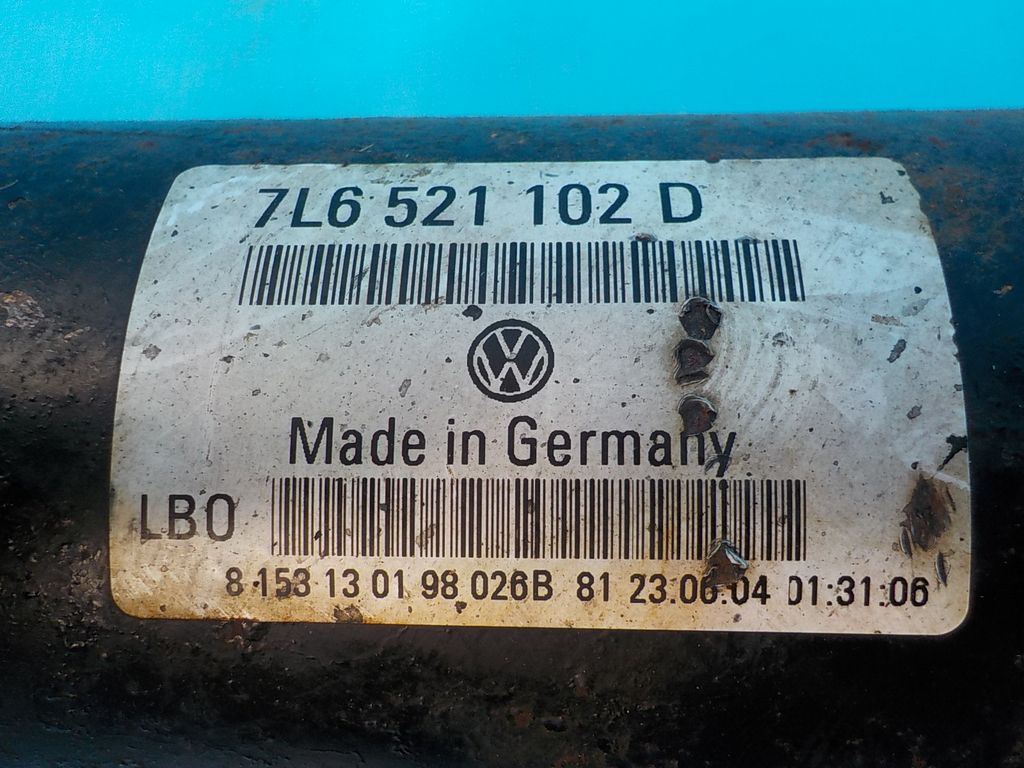 7L6 521 102 D
Made in Germany
LBO
8 153 13 01 98 026B 81 23.06.04 01:31:06